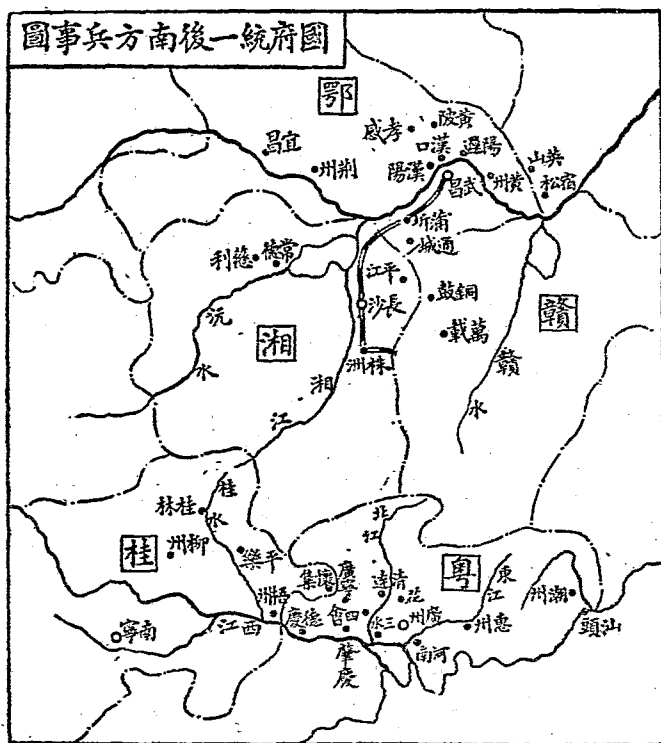 國府統一後南方兵事圖
鄂
黃陂
孝感
漢口
陽邏
宜昌
荊州
漢陽
武昌
黃州
英山
宿松
蒲圻
通城
常德
慈利
平江
銅鼓
長沙
萬載
贛
湘
沅水
湘江
株洲
贛水
桂水
桂林
柳州
平樂
桂
北江
粤
東江
懷集
廣寧
清遠
花
潮州
汕頭
梧州
德慶
四會
三水
廣州
惠州
河南
西江
南寧
肇慶